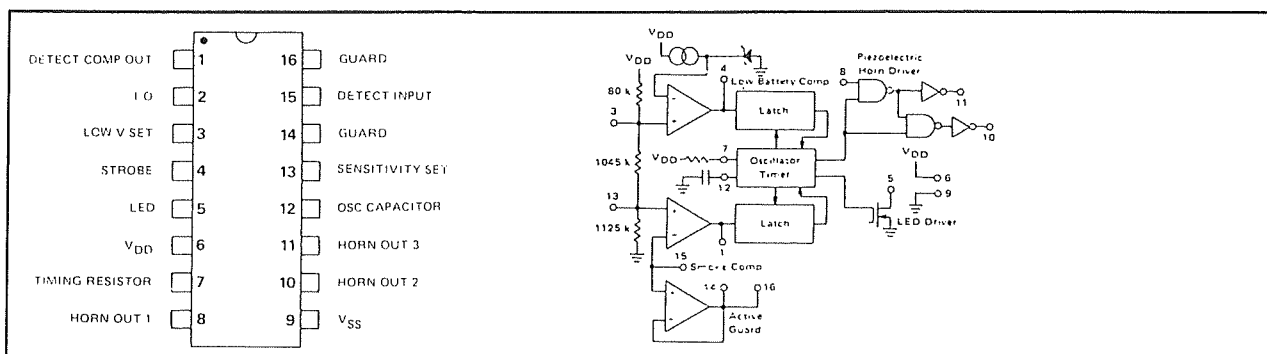 DETECT COMP OUT 1 16 GUARD
I O 2 15 DETECT INPUT
LOW V SET 3 14 GUARD
STROBE 4 13 SENSITIVITY SET
LED 5 12 OSC CAPACITOR
VDD 6 11 HORN OUT 3
TIMING RESISTOR 7 10 HORN OUT 2
HORN OUT 1 8 9 VSS
VDD
VDD
80 k
3
4
Low Battery Comp
Latch
Piezoelectric
Horn Driver
8
11
10
1045 k
VDD
7
12
Oscillator
Timer
VDD
6
9
5
LED Driver
13
1125 k
Latch
1
15
Smoke Comp
14
16
Active
Guard